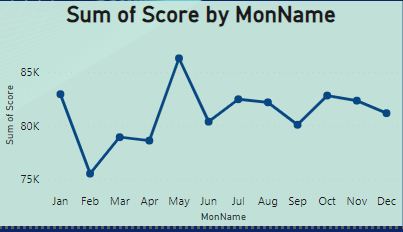 Sum of Score by MonName
85K
80K
75K
Sum of Score
Jan Feb Mar Apr May Jun Jul Aug Sep Oct Nov Dec
MonName